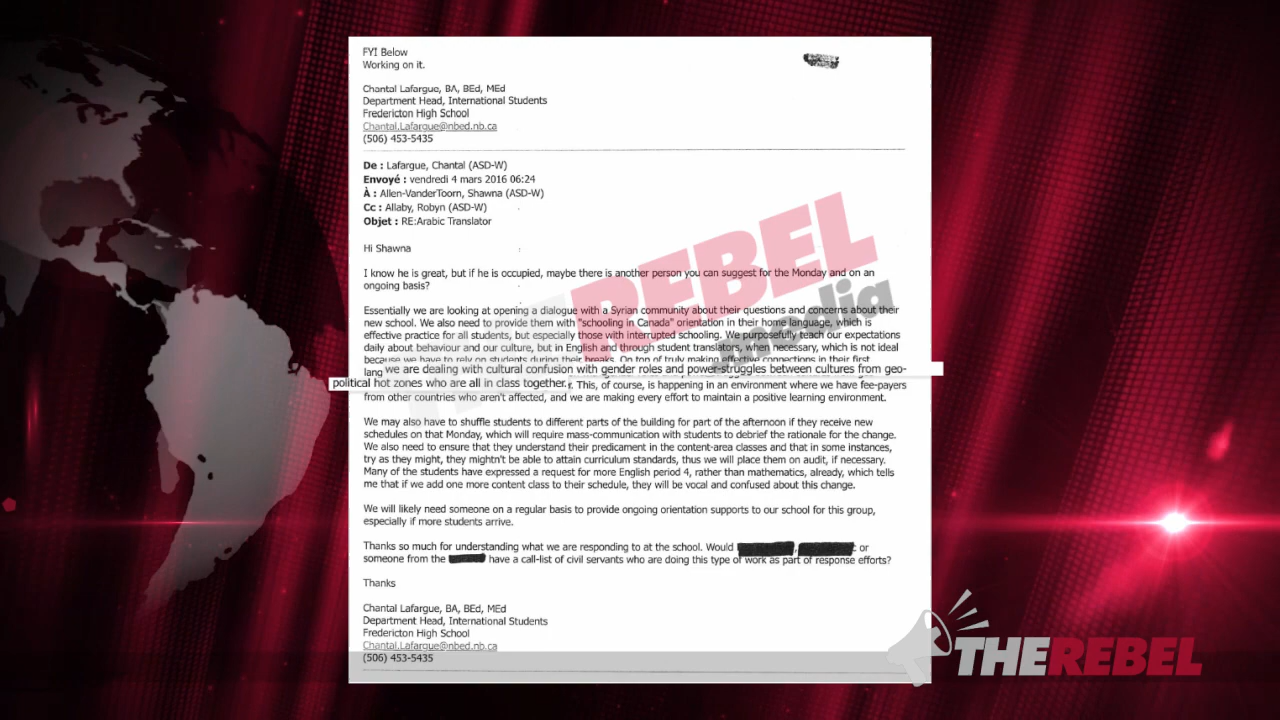 FYI Below
Working on it.
Chantal Lafargue, BA, BEd, MEd
Department Head, International Students
Fredericton High School
Chantal.Lafargue@nbed.nb.ca
(506) 453-5435
De : Lafargue, Chantal (ASD-W)
Envoyé : vendredi 4 mars 2016 06:24
À : Allen-VanderToorn, Shawna (ASD-W)
Cc : Allaby, Robyn (ASD-W)
Objet : RE:Arabic Translator
Hi Shawna
I know he is great, but if he is occupied, maybe there is another person you can suggest for the Monday and on an
ongoing basis?
Essentially we are looking at opening a dialogue with a Syrian community about their questions and concerns about their
new school. We also need to provide them with "schooling in Canada" orientation in their home language, which is
effective practice for all students, but especially those with interrupted schooling. We purposefully teach our expectations
daily about behaviour and our culture, but in English and through student translators, when necessary, which is not ideal
because we have to rely on students during their breaks. On top of truly making effective connections in their first
lang
we are dealing with cultural confusion with gender roles and power-struggles between cultures from geo-
political hot zones who are all in class together.
This, of course, is happening in an environment where we have fee-payers
from other countries who aren't affected, and we are making every effort to maintain a positive learning environment.
We may also have to shuffle students to different parts of the building for part of the afternoon if they receive new
schedules on that Monday, which will require mass-communication with students to debrief the rationale for the change.
We also need to ensure that they understand their predicament in the content-area classes and that in some instances,
try as they might, they mightn't be able to attain curriculum standards, thus we will place them on audit, if necessary.
Many of the students have expressed a request for more English period 4, rather than mathematics, already, which tells
me that if we add one more content class to their schedule, they will be vocal and confused about this change.
We will likely need someone on a regular basis to provide ongoing orientation supports to our school for this group,
especially if more students arrive.
Thanks so much for understanding what we are responding to at the school. Would , or
someone from the have a call-list of civil servants who are doing this type of work as part of response efforts?
Thanks
Chantal Lafargue, BA, BEd, MEd
Department Head, International Students
Fredericton High School
Chantal.Lafargue@nbed.nb.ca
(506) 453-5435
THE REBEL
media
THEREBEL